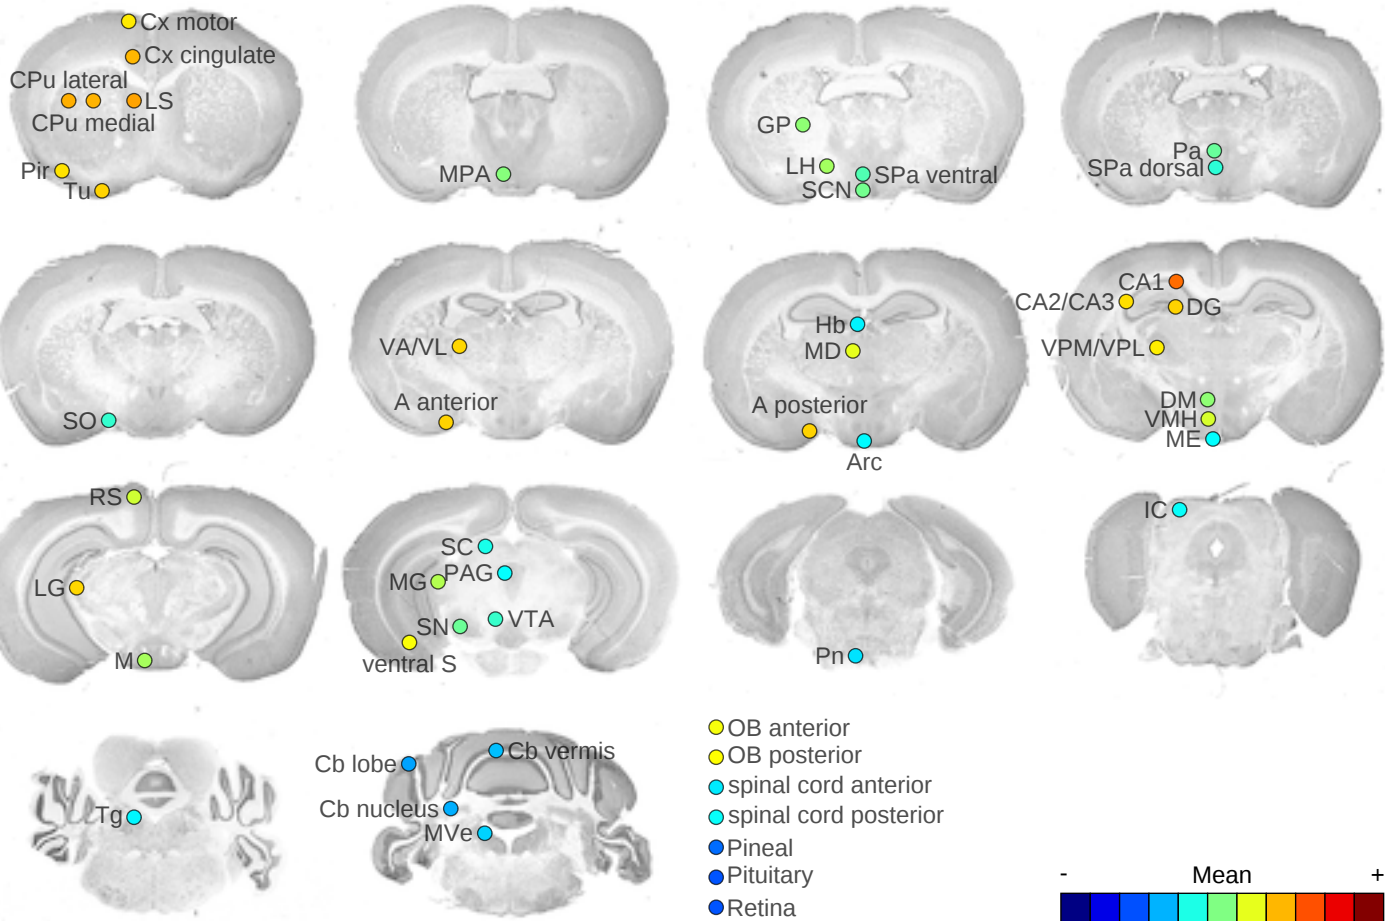 Cx motor
Cx cingulate
CPu lateral
LS
CPu medial
Pir
Tu
MPA
GP
LH
SPa ventral
SCN
Pa
SPa dorsal
SO
VA/VL
A anterior
Hb
MD
A posterior
Arc
CA1
CA2/CA3
DG
VPM/VPL
DM
VMH
ME
RS
LG
M
SC
PAG
MG
VTA
SN
ventral S
Pn
IC
Tg
Cb vermis
Cb lobe
Cb nucleus
MVe
OB anterior
OB posterior
spinal cord anterior
spinal cord posterior
Pineal
Pituitary
Retina
- Mean +